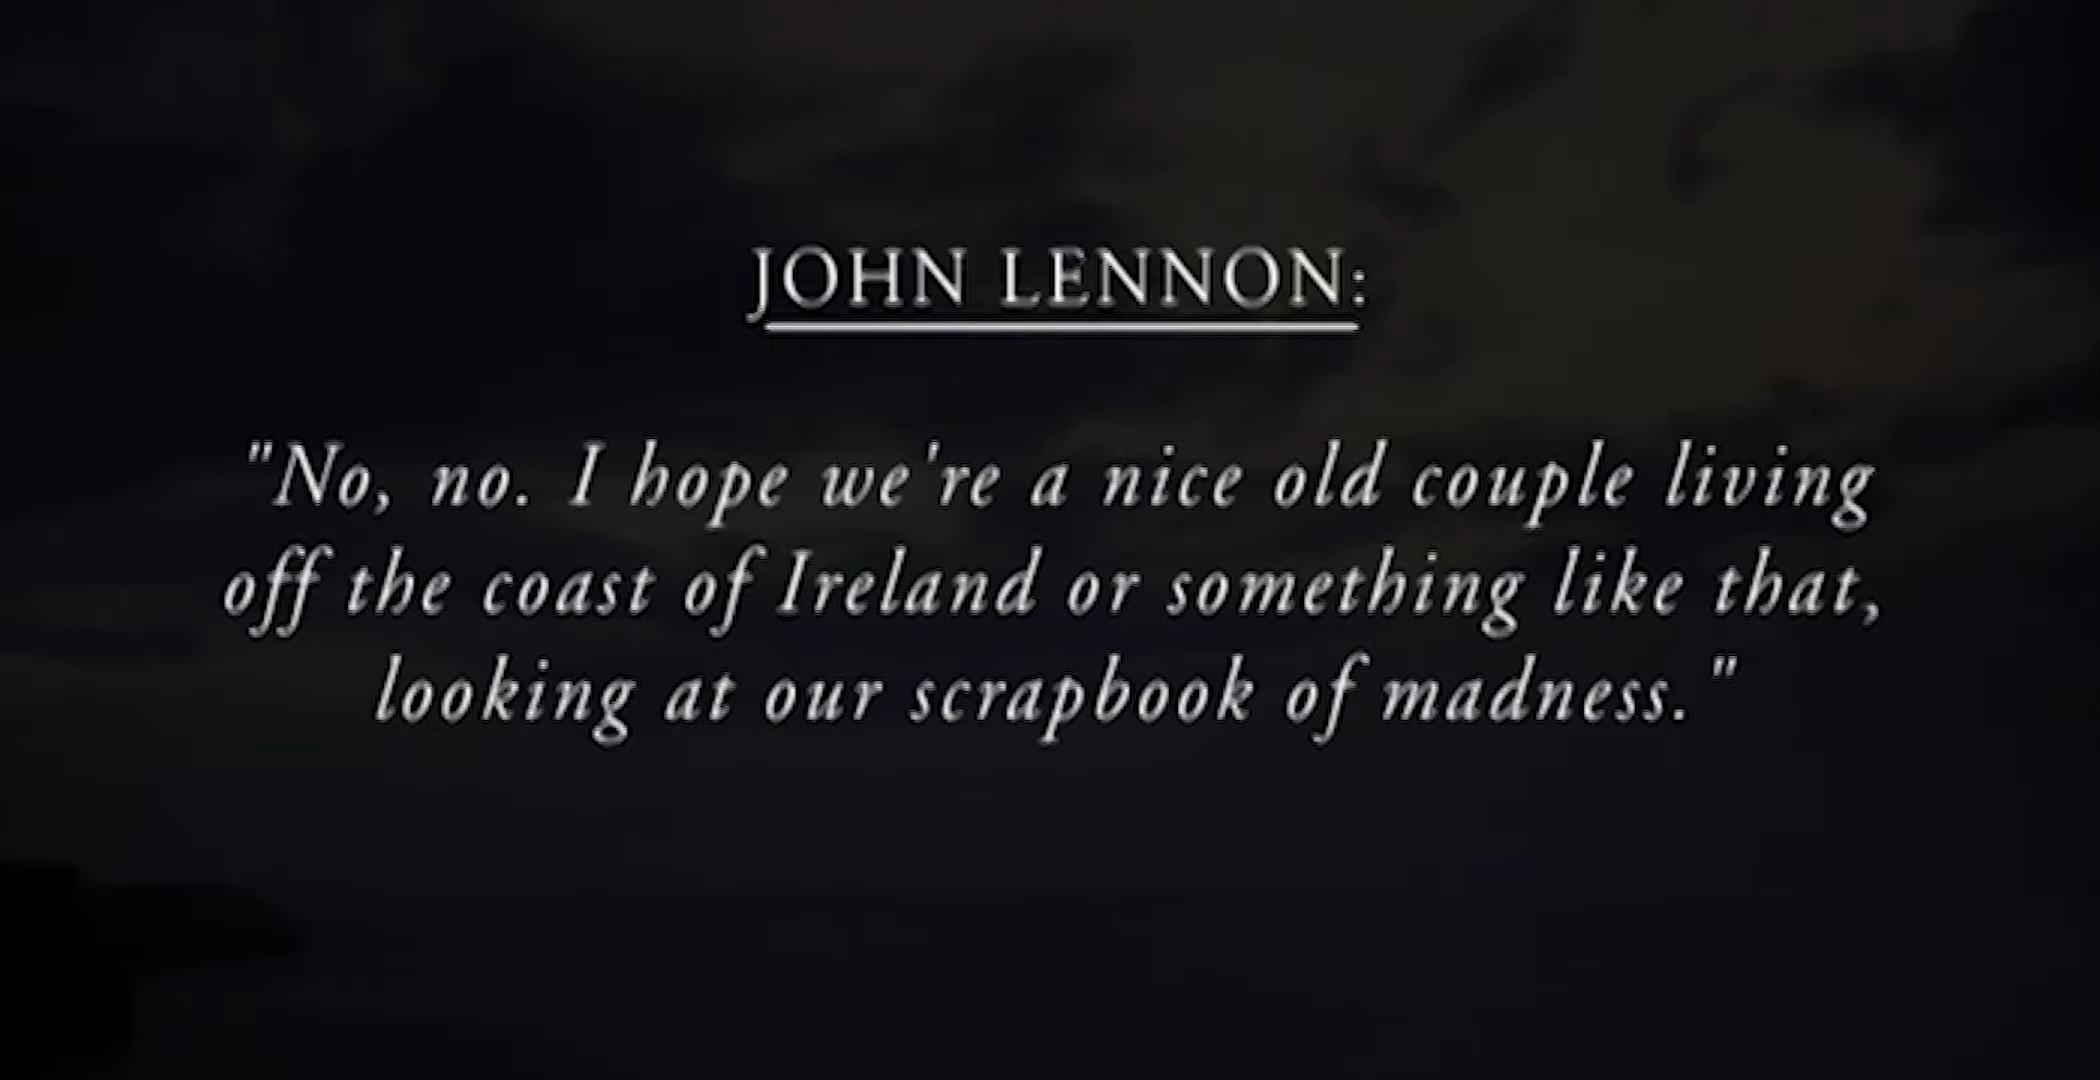 JOHN LENNON:
"No, no. I hope we're a nice old couple living
off the coast of Ireland or something like that,
looking at our scrapbook of madness."